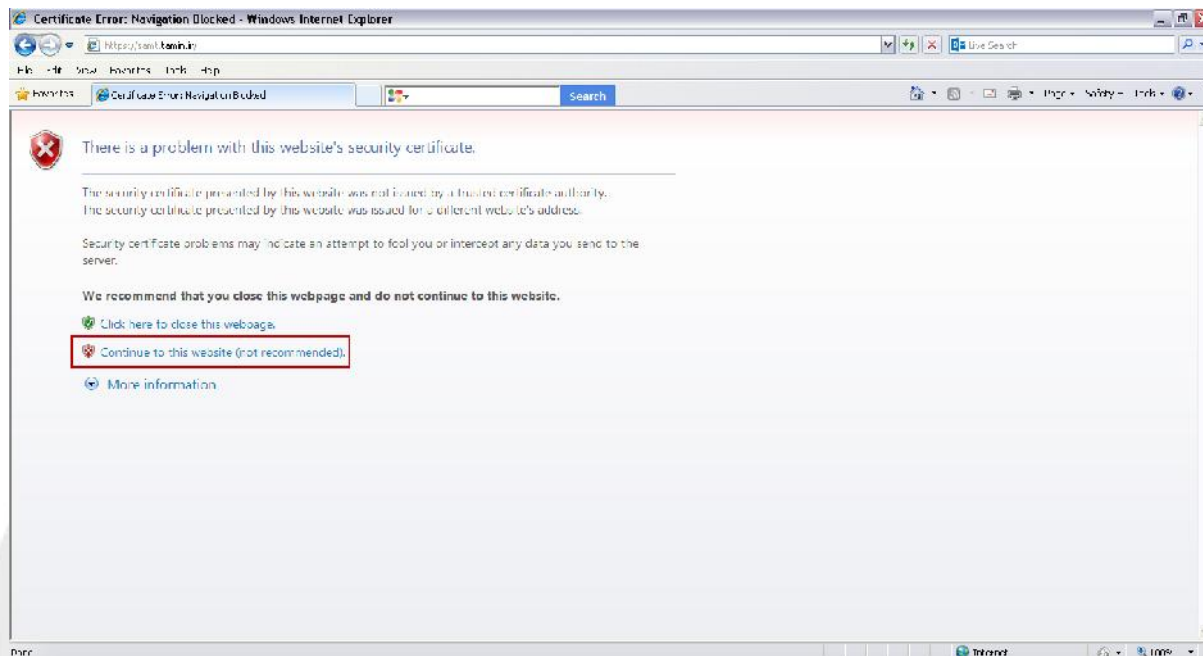 Certificate Error: Navigation Blocked - Windows Internet Explorer
https://samt.tamin.ir/
Live Search
File Edit View Favorites Tools Help
Favorites Certificate Error: Navigation Blocked Search Page Safety Tools
There is a problem with this website's security certificate.
The security certificate presented by this website was not issued by a trusted certificate authority.
The security certificate presented by this website was issued for a different website's address.
Security certificate problems may indicate an attempt to fool you or intercept any data you send to the
server.
We recommend that you close this webpage and do not continue to this website.
Click here to close this webpage.
Continue to this website (not recommended).
More information
Done Internet 100%